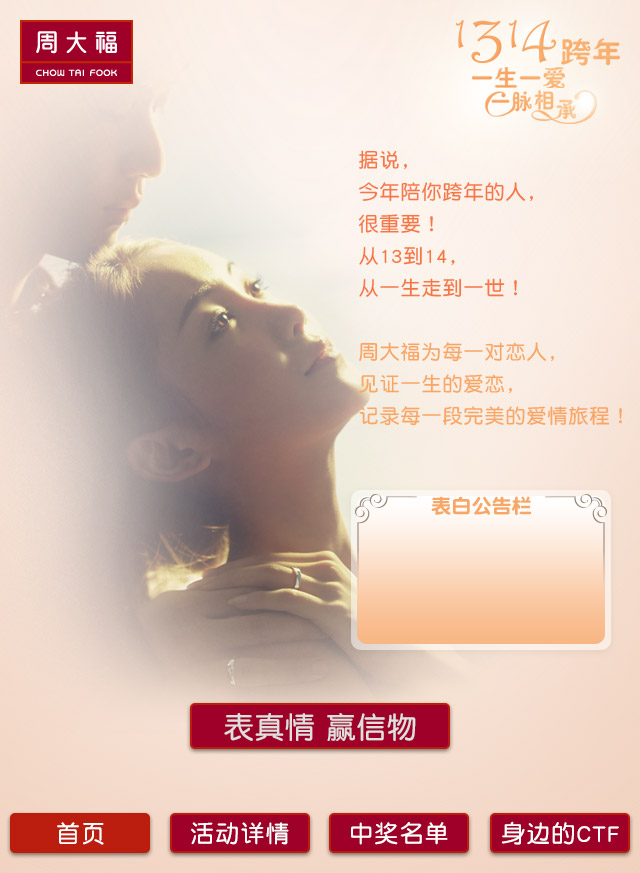 周大福
CHOW TAI FOOK
1314跨年
一生一爱
一脉相承
据说，
今年陪你跨年的人，
很重要！
从13到14，
从一生走到一世！
周大福为每一对恋人，
见证一生的爱恋，
记录每一段完美的爱情旅程！
表白公告栏
表真情 赢信物
首页
活动详情
中奖名单
身边的CTF